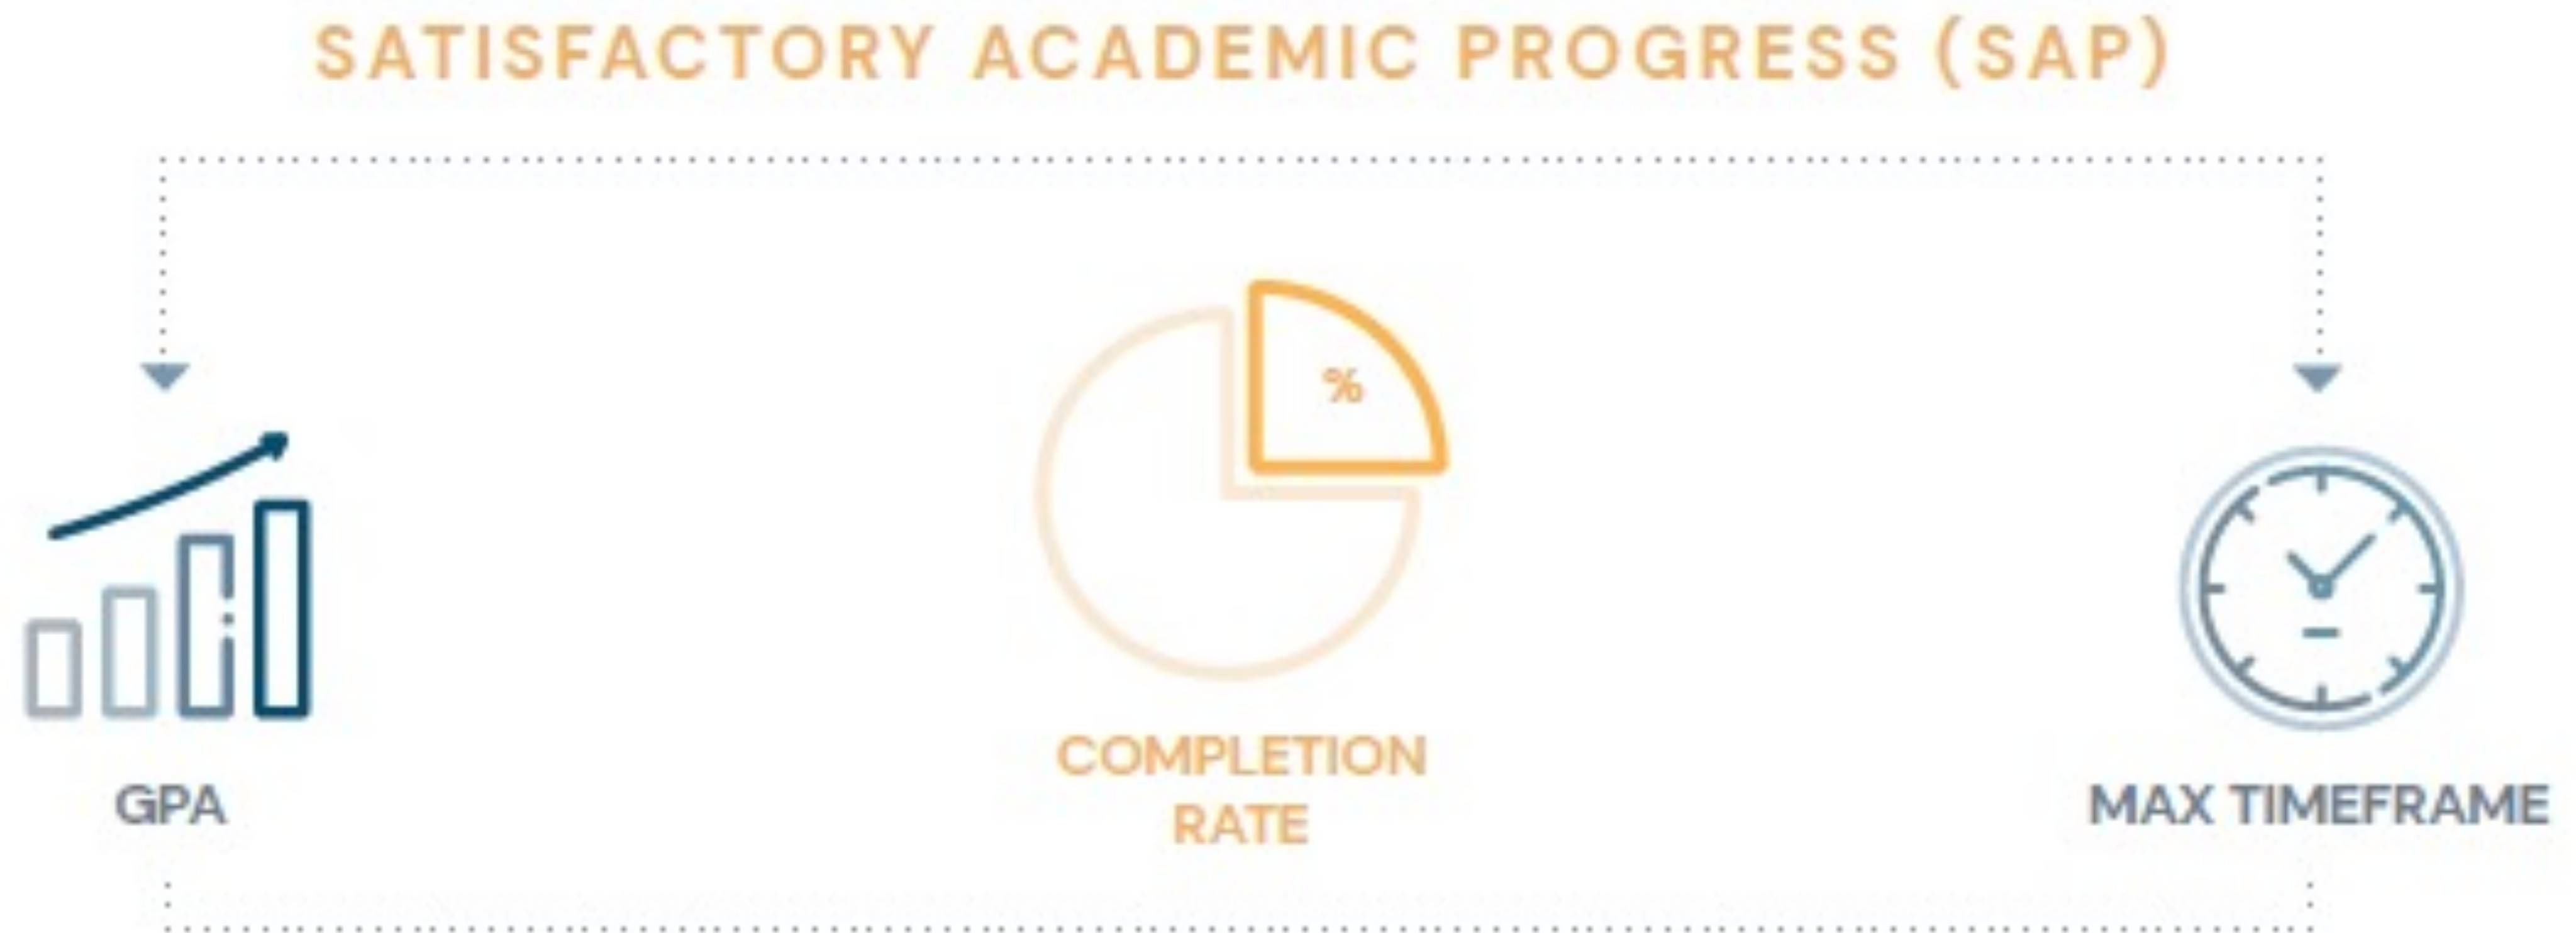 SATISFACTORY ACADEMIC PROGRESS (SAP)
%
GPA
COMPLETION
RATE
MAX TIMEFRAME